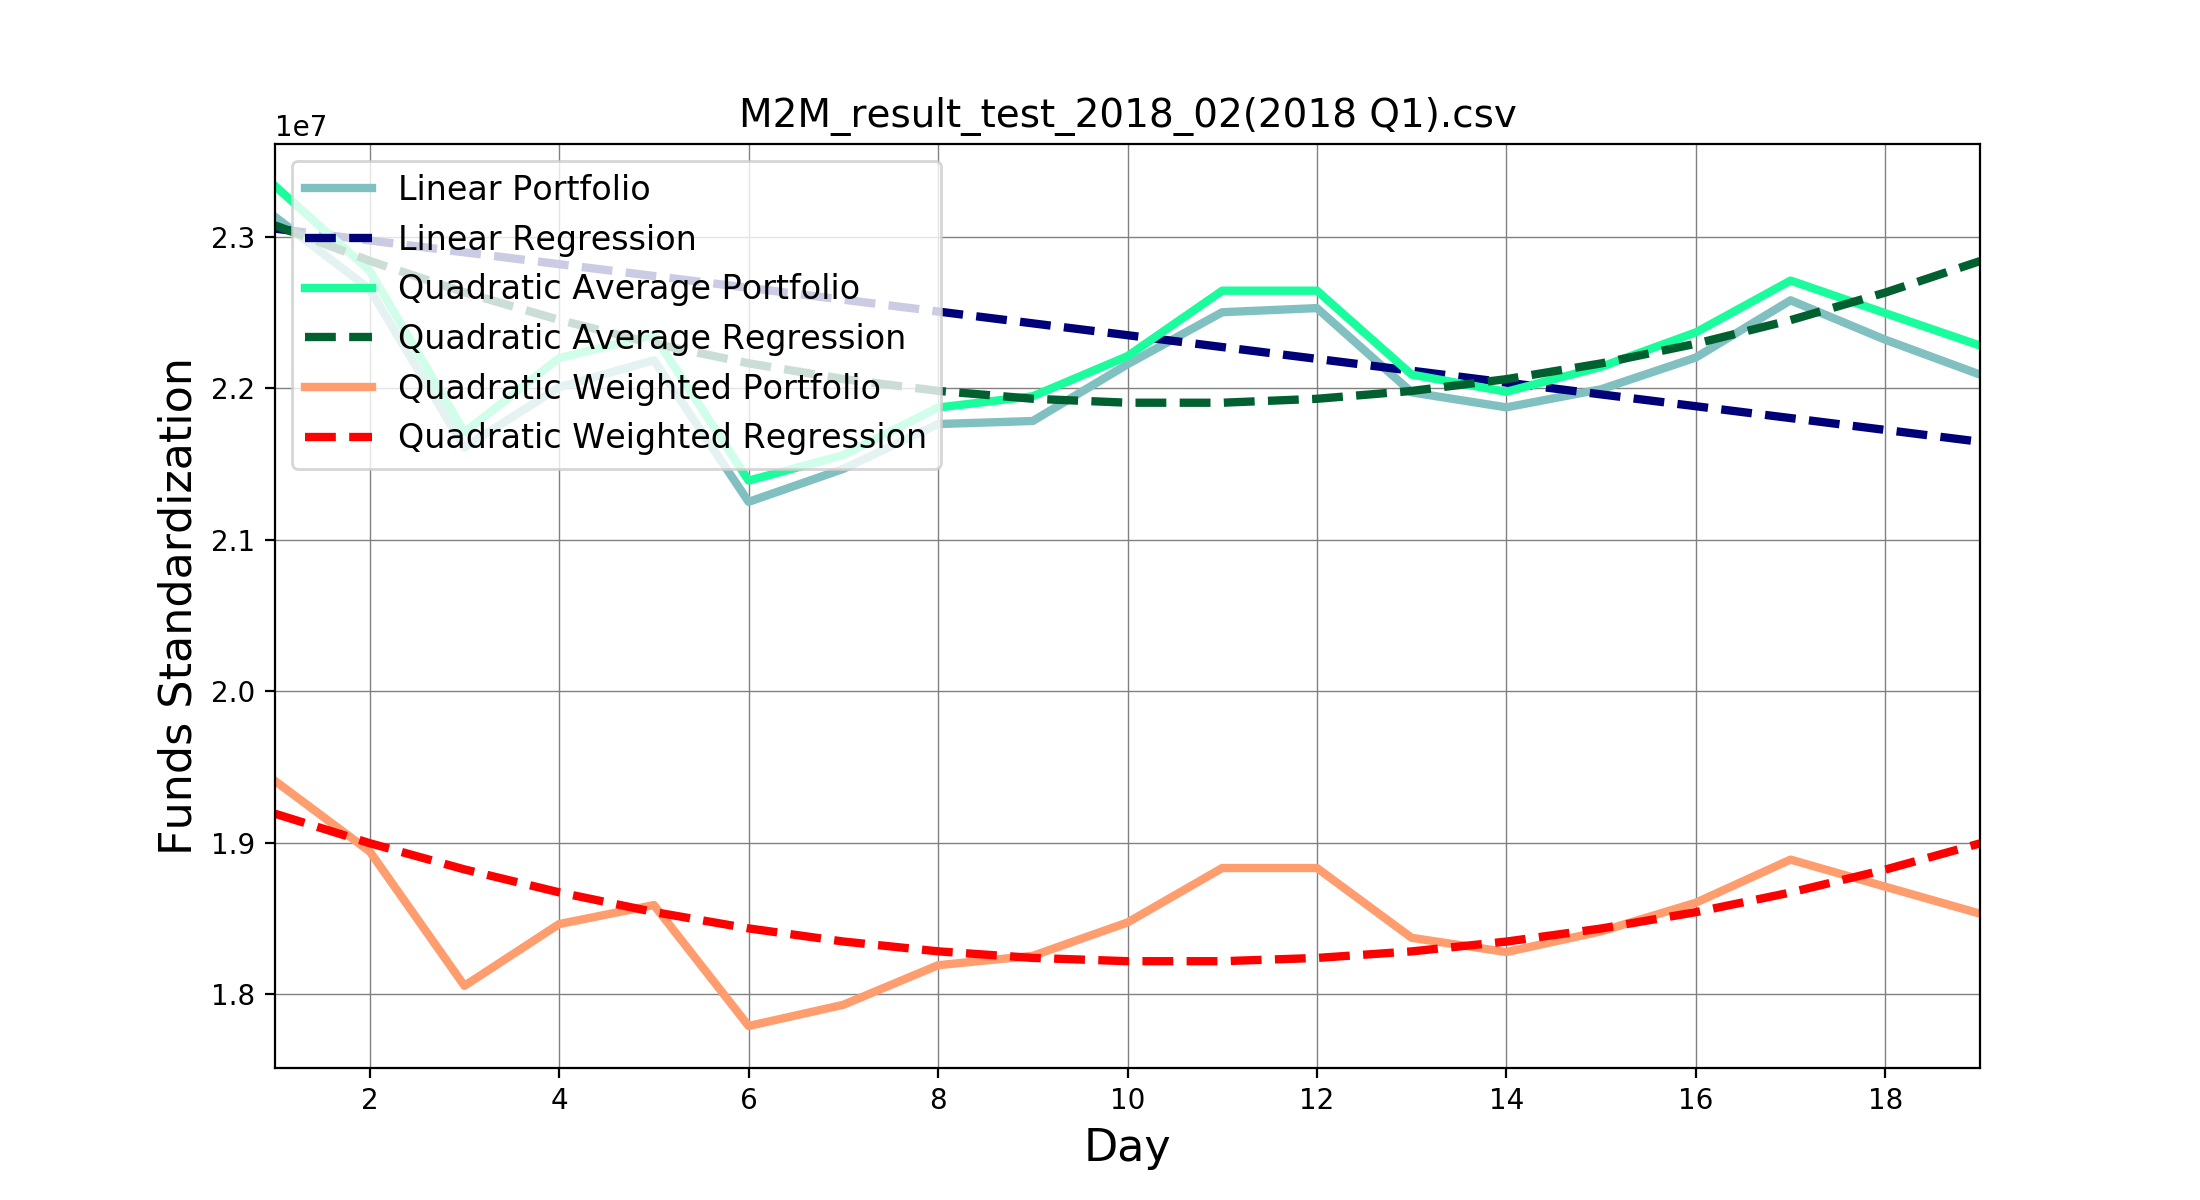 M2M_result_test_2018_02(2018 Q1).csv
1e7
Linear Portfolio
Linear Regression
Quadratic Average Portfolio
Quadratic Average Regression
Quadratic Weighted Portfolio
Quadratic Weighted Regression
2.3
2.2
2.1
2.0
1.9
1.8
Funds Standardization
2 4 6 8 10 12 14 16 18
Day